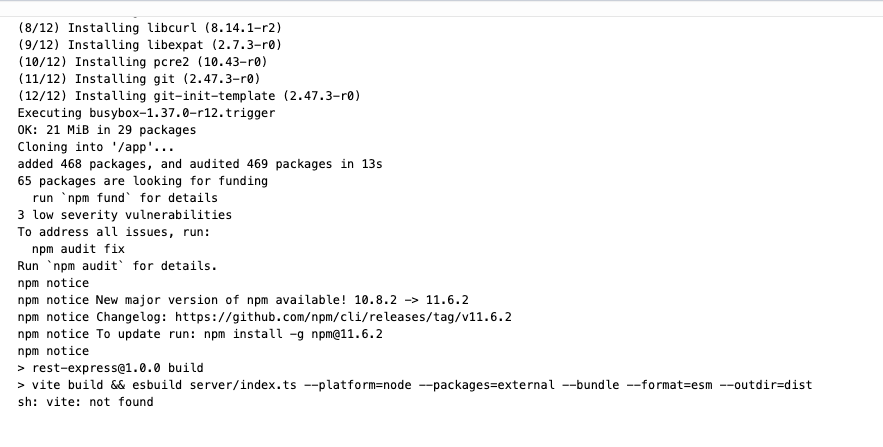 (8/12) Installing libcurl (8.14.1-r2)
(9/12) Installing libexpat (2.7.3-r0)
(10/12) Installing pcre2 (10.43-r0)
(11/12) Installing git (2.47.3-r0)
(12/12) Installing git-init-template (2.47.3-r0)
Executing busybox-1.37.0-r12.trigger
OK: 21 MiB in 29 packages
Cloning into '/app'...
added 468 packages, and audited 469 packages in 13s
65 packages are looking for funding
  run `npm fund` for details
3 low severity vulnerabilities
To address all issues, run:
  npm audit fix
Run `npm audit` for details.
npm notice
npm notice New major version of npm available! 10.8.2 -> 11.6.2
npm notice Changelog: https://github.com/npm/cli/releases/tag/v11.6.2
npm notice To update run: npm install -g npm@11.6.2
npm notice
> rest-express@1.0.0 build
> vite build && esbuild server/index.ts --platform=node --packages=external --bundle --format=esm --outdir=dist
sh: vite: not found